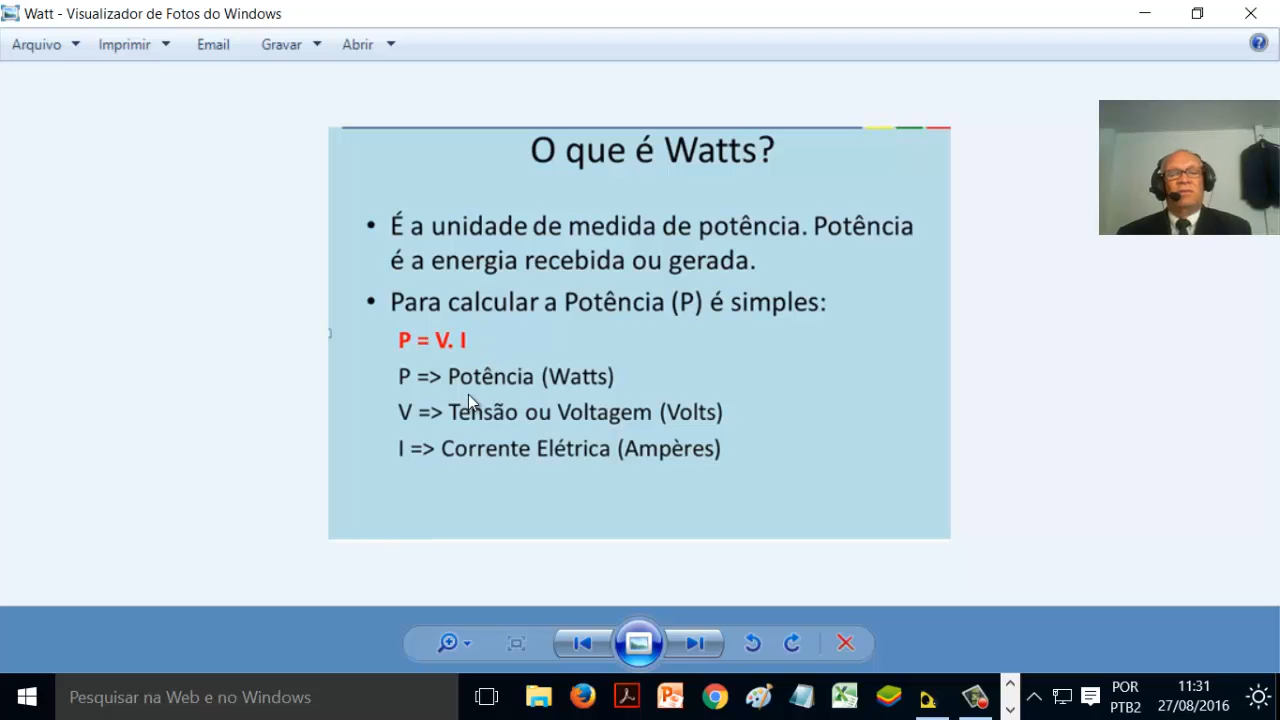 Watt - Visualizador de Fotos do Windows
Arquivo Imprimir Email Gravar Abrir
O que é Watts?
• É a unidade de medida de potência. Potência
é a energia recebida ou gerada.
• Para calcular a Potência (P) é simples:
P = V. I
P => Potência (Watts)
V => Tensão ou Voltagem (Volts)
I => Corrente Elétrica (Ampères)
Pesquisar na Web e no Windows
POR
PTB2
11:31
27/08/2016